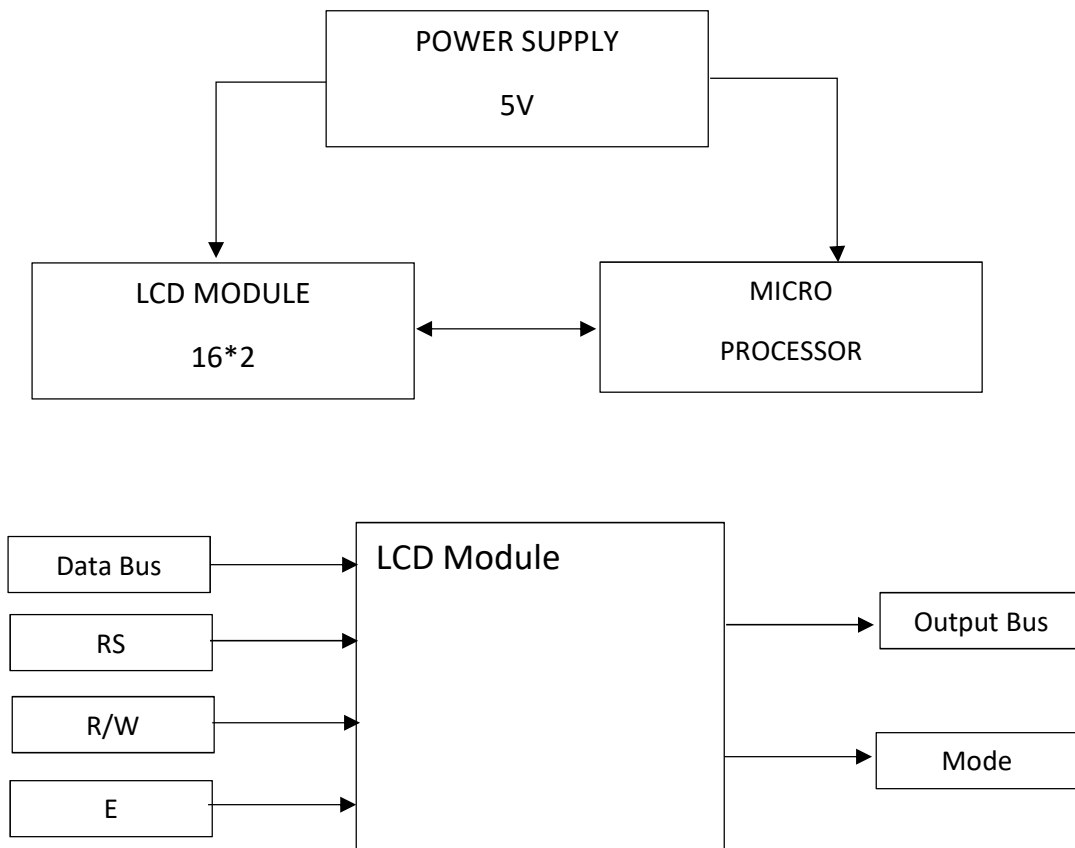 POWER SUPPLY
5V
LCD MODULE
16*2
MICRO
PROCESSOR
LCD Module
Data Bus
RS
R/W
E
Output Bus
Mode